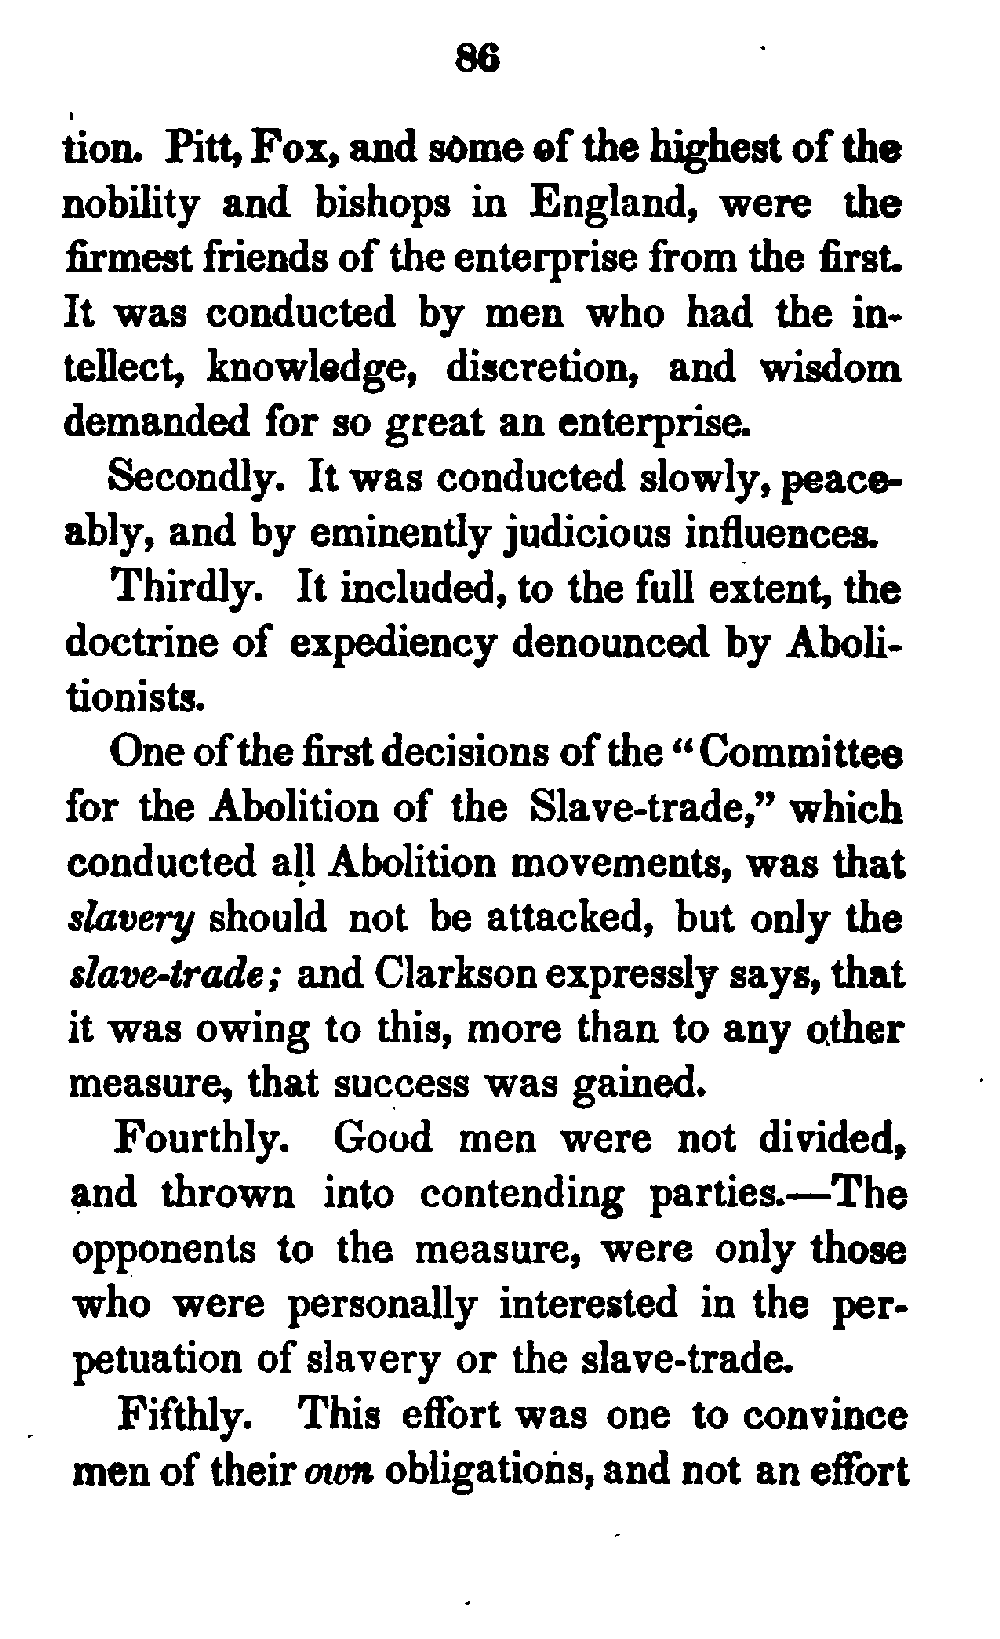 86
tion. Pitt, Fox, and some of the highest of the
nobility and bishops in England, were the
firmest friends of the enterprise from the first.
It was conducted by men who had the in-
tellect, knowledge, discretion, and wisdom
demanded for so great an enterprise.
Secondly. It was conducted slowly, peace-
ably, and by eminently judicious influences.
Thirdly. It included, to the full extent, the
doctrine of expediency denounced by Aboli-
tionists.
One of the first decisions of the “Committee
for the Abolition of the Slave-trade,” which
conducted all Abolition movements, was that
slavery should not be attacked, but only the
slave-trade; and Clarkson expressly says, that
it was owing to this, more than to any other
measure, that success was gained.
Fourthly. Good men were not divided,
and thrown into contending parties.—The
opponents to the measure, were only those
who were personally interested in the per-
petuation of slavery or the slave-trade.
Fifthly. This effort was one to convince
men of their own obligations, and not an effort